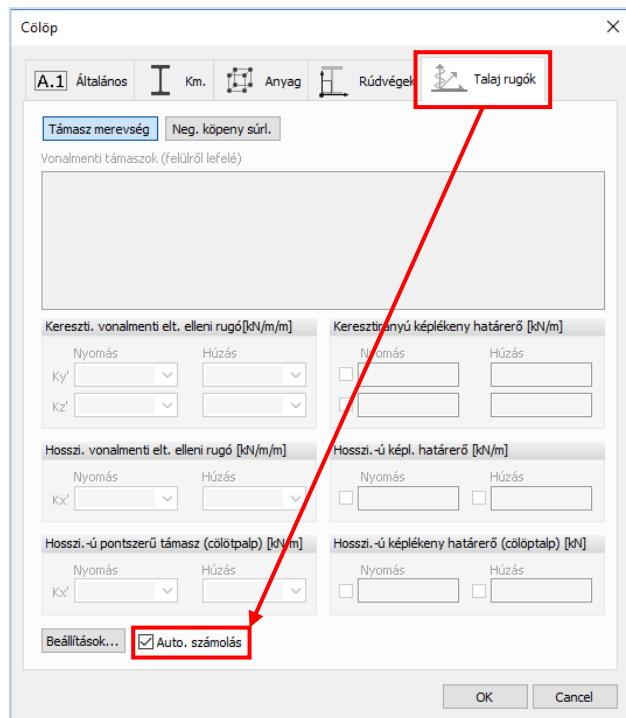 Cölöp
A.1 Általános Km. Anyag Rúdvégek Talaj rugók
Támasz merevség Neg. köpeny súrl.
Vonalmenti támaszok (felülről lefelé)
Kereszti. vonalmenti elt. elleni rugó[kN/m/m] Keresztirányú képlékeny határerő [kN/m]
Nyomás Húzás Nyomás Húzás
Ky'
Kz'
Hosszi. vonalmenti elt. elleni rugó [kN/m/m] Hosszi.-ú képl. határerő [kN/m]
Nyomás Húzás Nyomás Húzás
Kx'
Hosszi.-ú pontszerű támasz (cölötpalp) [kN/m] Hosszi.-ú képlékeny határerő (cölöptalp) [kN]
Nyomás Húzás Nyomás Húzás
Kx'
Beállítások... Auto. számolás
OK Cancel